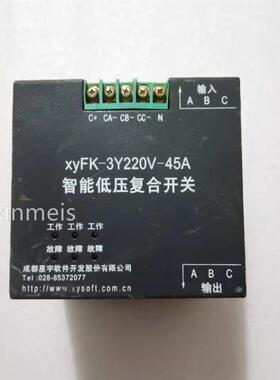 输入
A B C
C+ CA- CB- CC- N
xyFK-3Y220V-45A
智能低压复合开关
xinmeis
工作 工作 工作
故障 故障 故障
成都星宇软件开发股份有限公司
Tel:028-85372077
http://www.xysoft.com.cn
A B C
输出